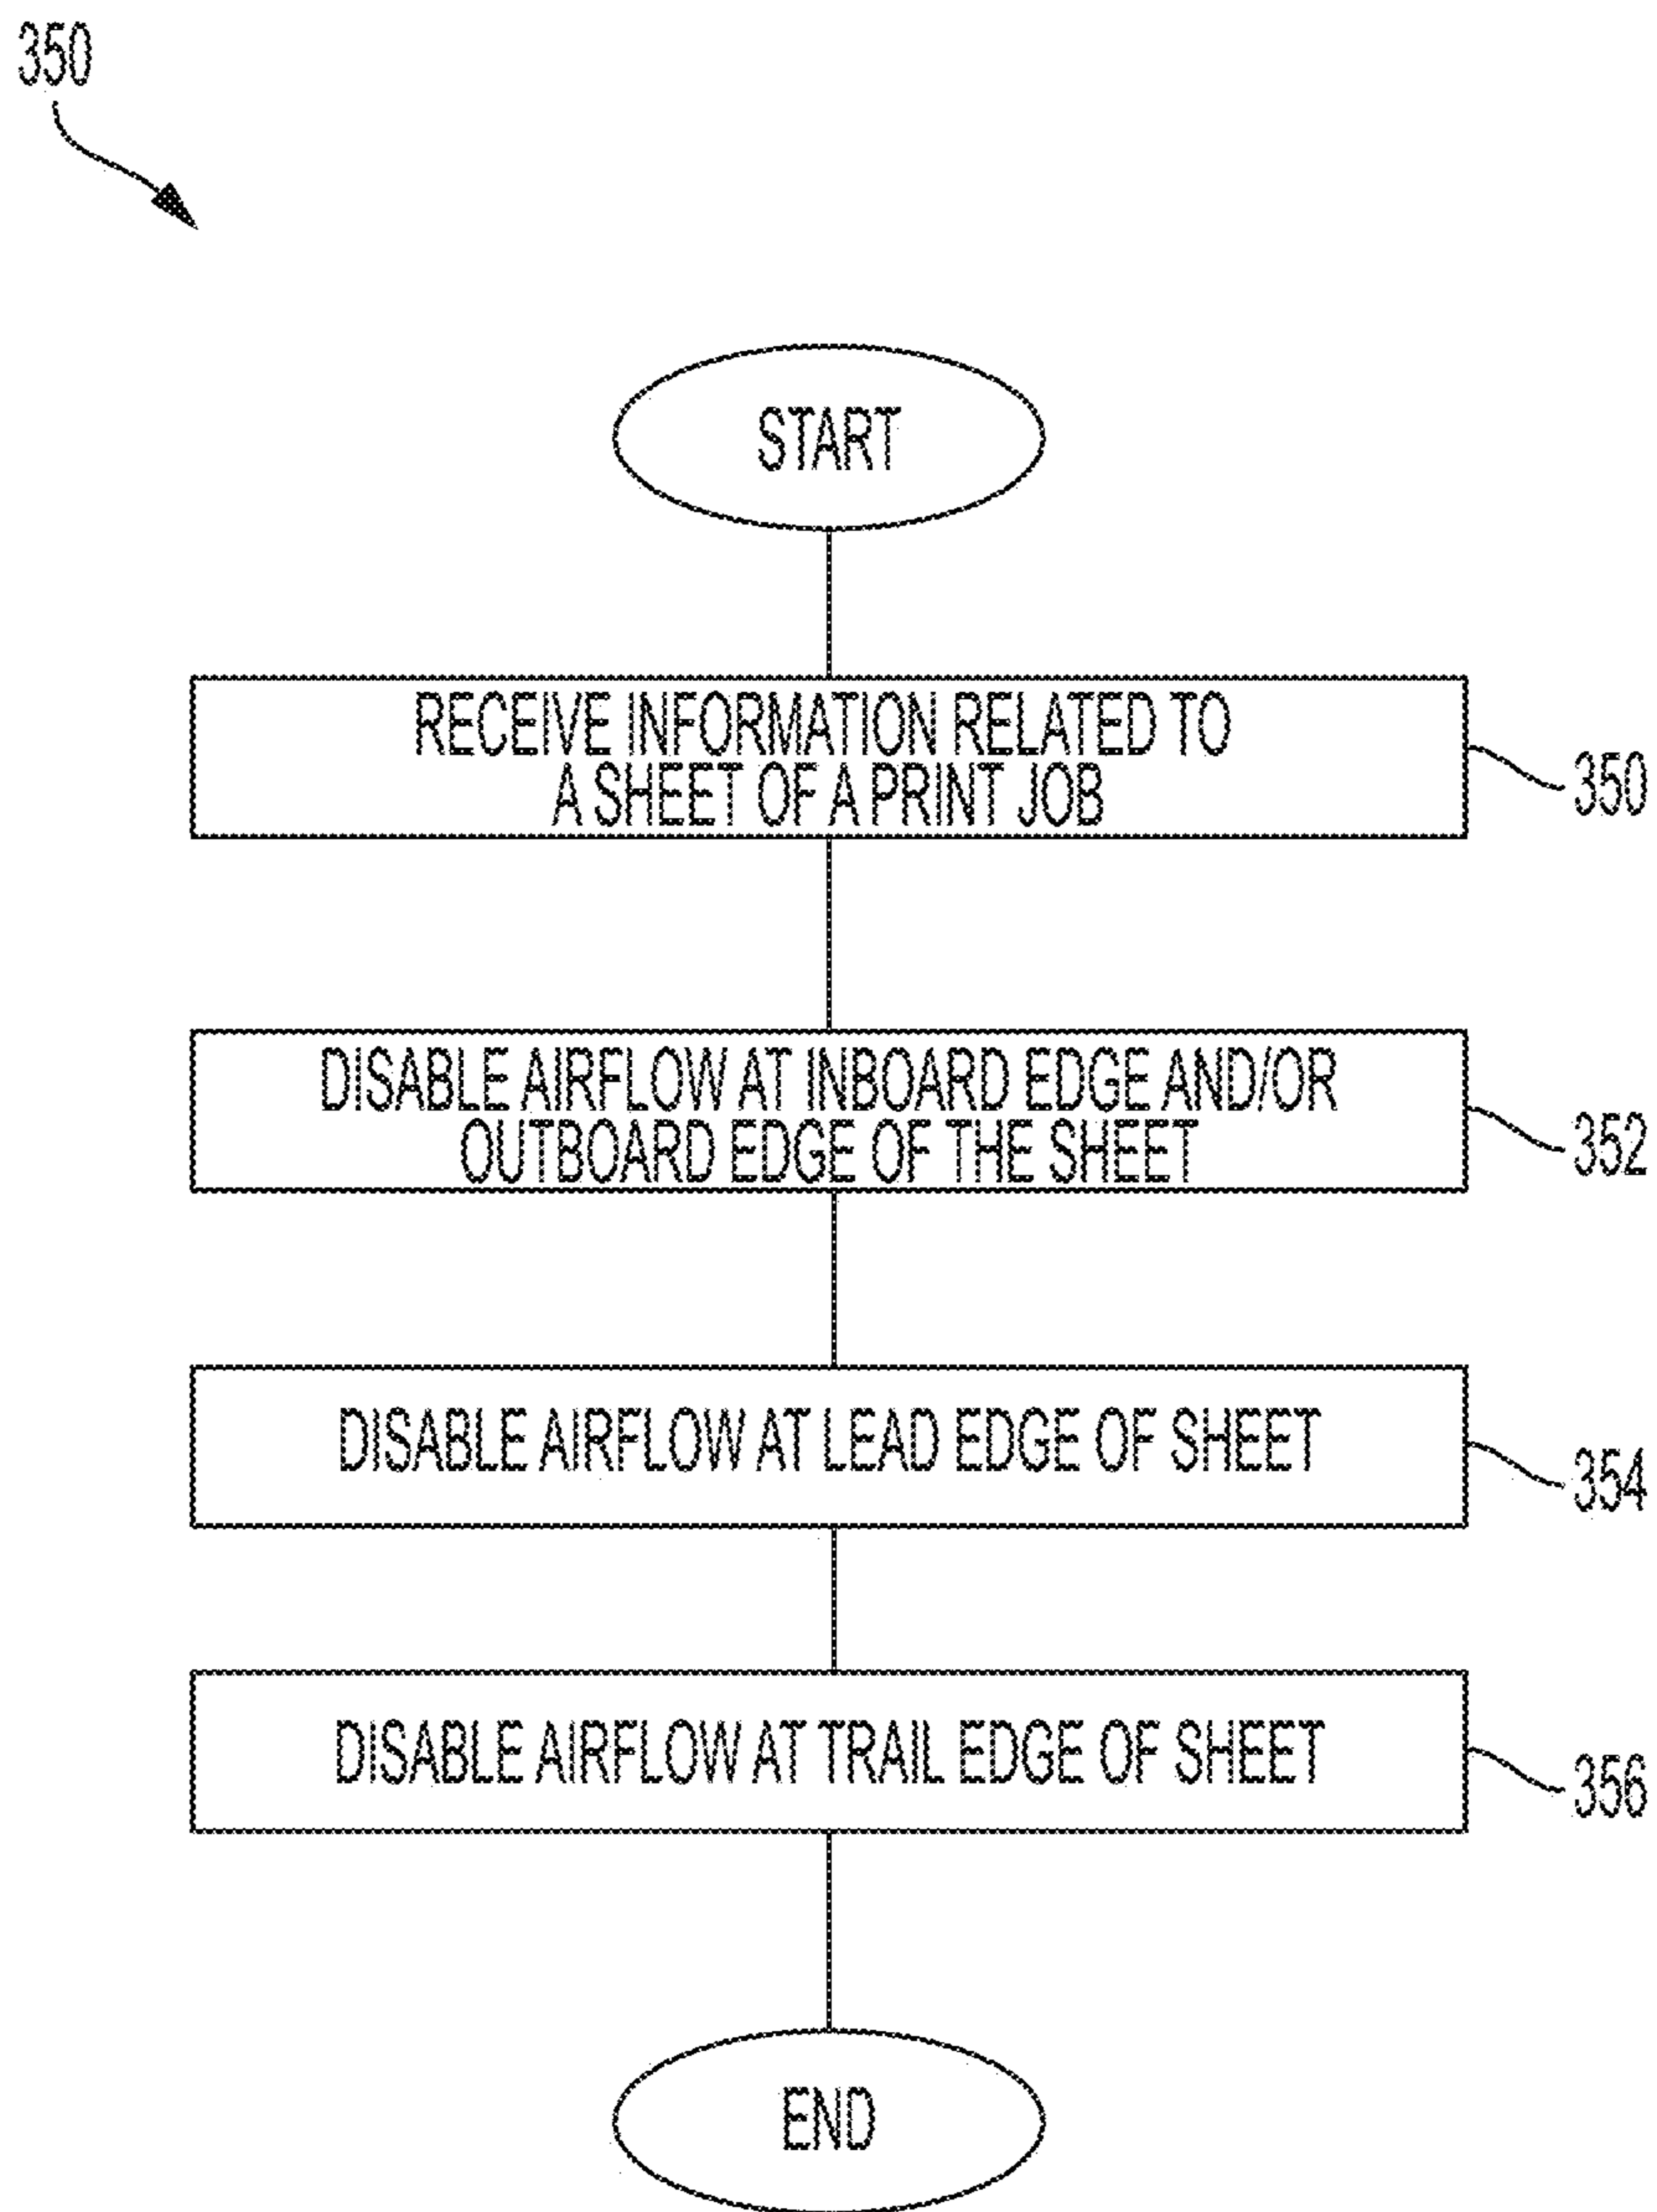 350
START
RECEIVE INFORMATION RELATED TO
A SHEET OF A PRINT JOB
350
DISABLE AIRFLOW AT INBOARD EDGE AND/OR
OUTBOARD EDGE OF THE SHEET
352
DISABLE AIRFLOW AT LEAD EDGE OF SHEET
354
DISABLE AIRFLOW AT TRAIL EDGE OF SHEET
356
END